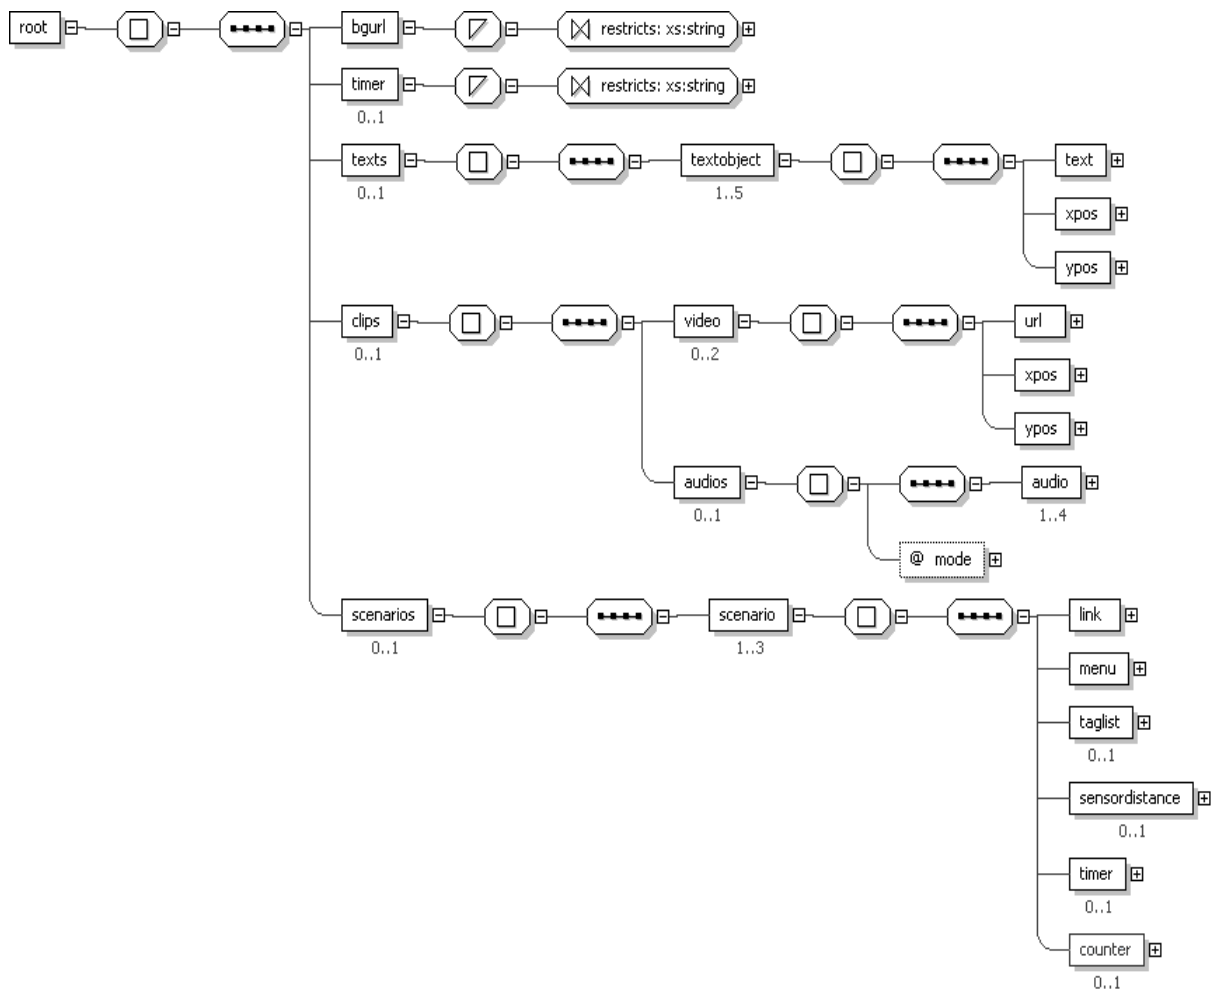 root
bgurl
restricts: xs:string
timer
restricts: xs:string
0..1
texts
textobject
text
0..1
1..5
xpos
ypos
clips
video
url
0..1
0..2
xpos
ypos
audios
audio
0..1
1..4
@ mode
scenarios
scenario
link
0..1
1..3
menu
taglist
0..1
sensordistance
0..1
timer
0..1
counter
0..1